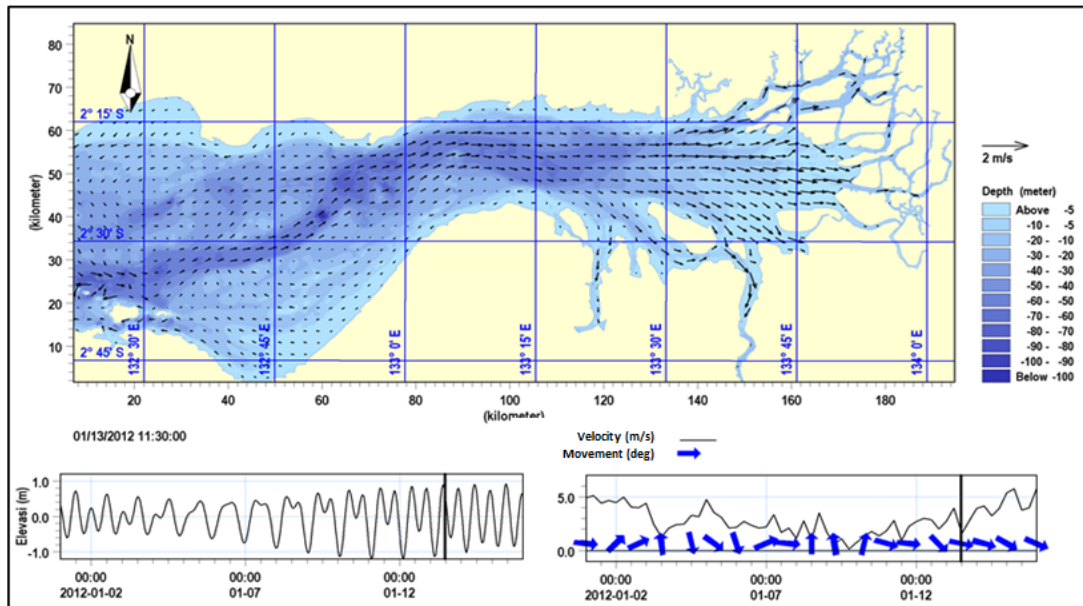 N
80
70
60
50
40
30
20
10
(kilometer)
2° 15' S
2° 30' S
2° 45' S
132° 30' E
132° 45' E
133° 0' E
133° 15' E
133° 30' E
133° 45' E
134° 0' E
20 40 60 80 100 120 140 160 180
(kilometer)
2 m/s
Depth (meter)
Above -5
-10 - -5
-20 - -10
-30 - -20
-40 - -30
-50 - -40
-60 - -50
-70 - -60
-80 - -70
-90 - -80
-100 - -90
Below -100
01/13/2012 11:30:00
Velocity (m/s)
Movement (deg)
Elevasi (m)
1.0
0.0
-1.0
00:00 00:00 00:00
2012-01-02 01-07 01-12
5.0
0.0
00:00 00:00 00:00
2012-01-02 01-07 01-12